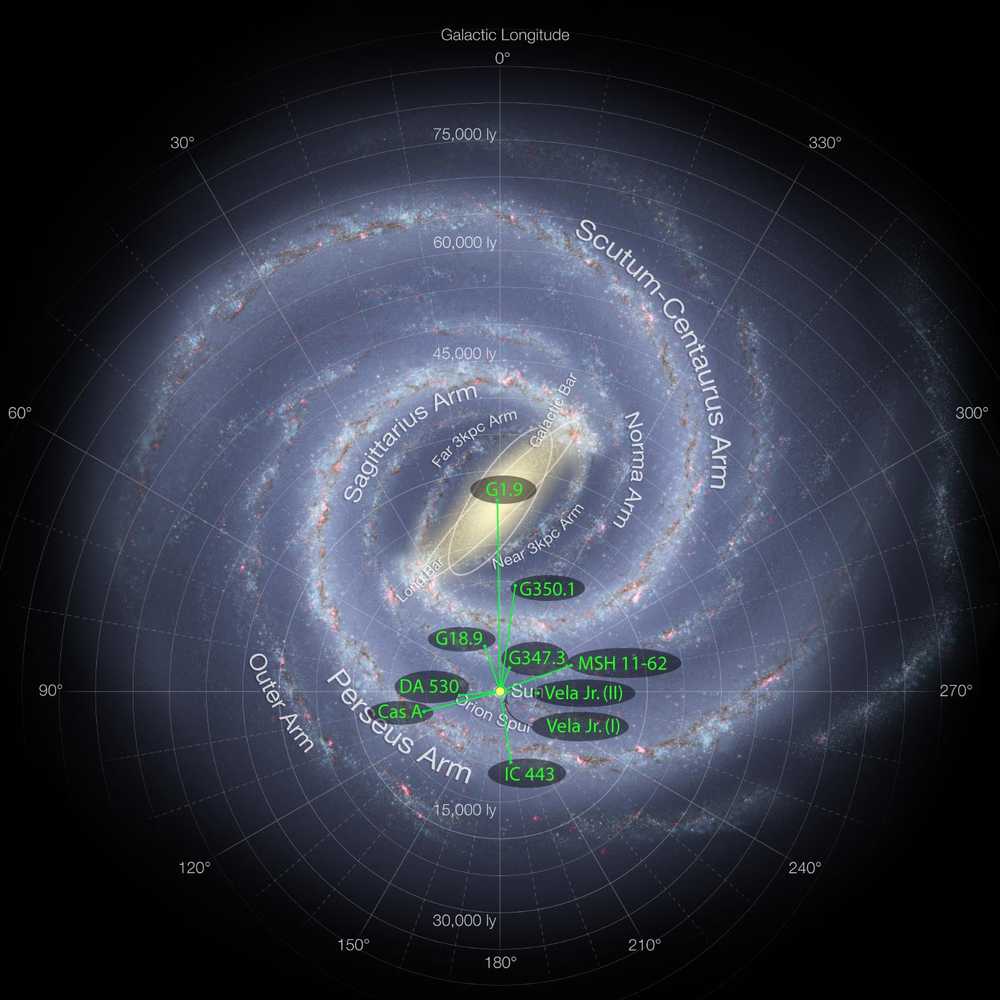 Galactic Longitude
0°
75,000 ly
30°
330°
60,000 ly
Scutum-Centaurus Arm
45,000 ly
Sagittarius Arm
Galactic Bar
Far 3kpc Arm
60°
300°
Norma Arm
G1.9
Near 3kpc Arm
Long Bar
G350.1
G18.9
G347.3
MSH 11-62
Outer Arm
Perseus Arm
DA 530
90°
Sun
Vela Jr. (II)
270°
Orion Spur
Cas A
Vela Jr. (I)
IC 443
15,000 ly
120°
240°
30,000 ly
150°
210°
180°